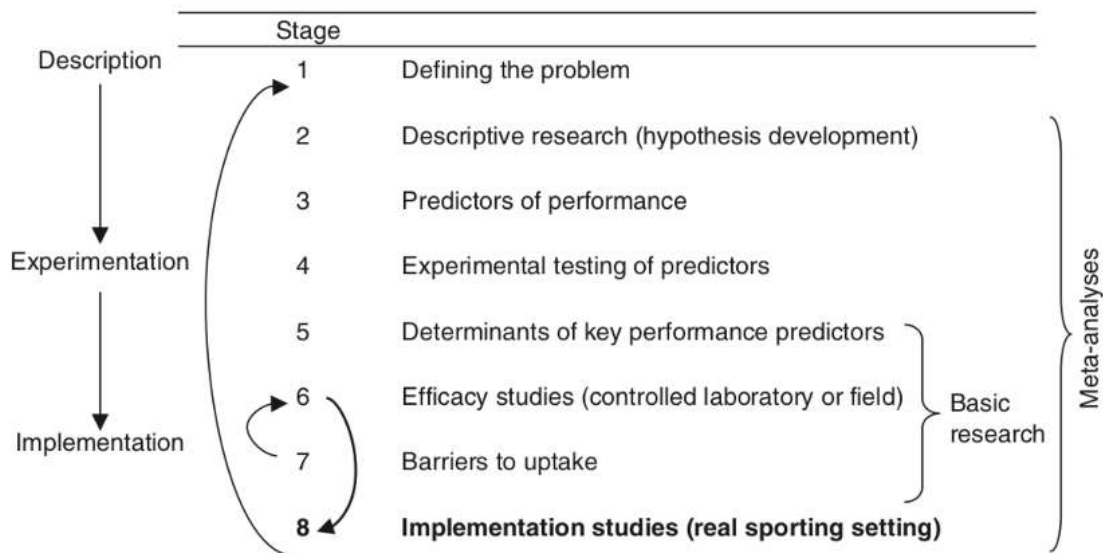 Stage
Description
1 Defining the problem
2 Descriptive research (hypothesis development)
3 Predictors of performance
Experimentation
4 Experimental testing of predictors
5 Determinants of key performance predictors
6 Efficacy studies (controlled laboratory or field)
Implementation
7 Barriers to uptake
8 Implementation studies (real sporting setting)
Basic
research
Meta-analyses